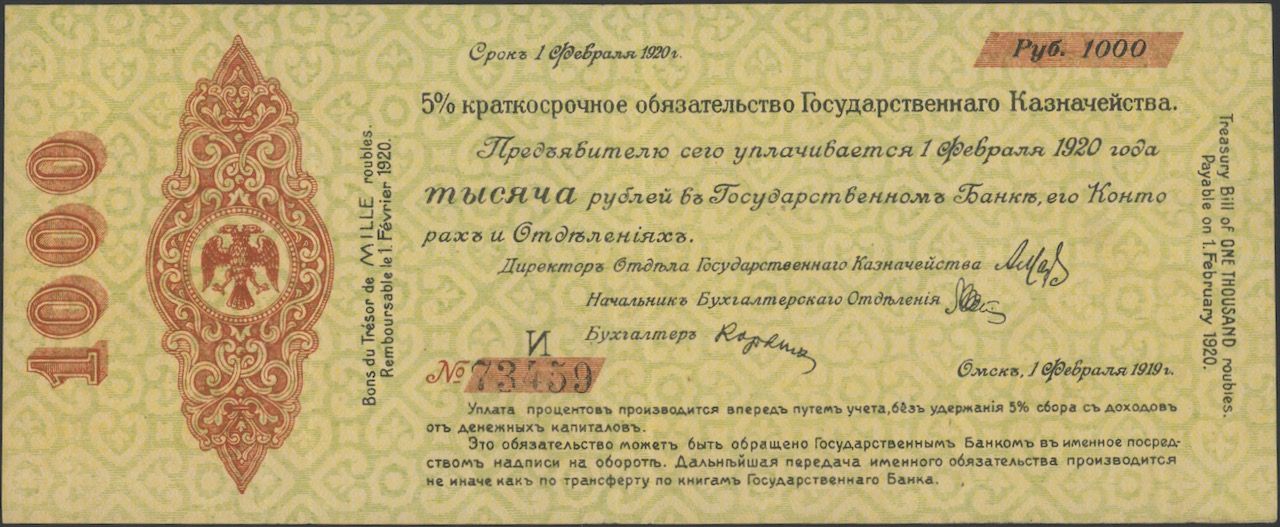 Срокъ 1 Февраля 1920 г.
Руб. 1000
5% краткосрочное обязательство Государственнаго Казначейства.
Предъявителю сего уплачивается 1 Февраля 1920 года
тысяча рублей въ Государственномъ Банкѣ, его Конто
рахъ и Отдѣленіяхъ.
Директоръ Отдѣла Государственнаго Казначейства
Начальникъ Бухгалтерскаго Отдѣленія
Бухгалтеръ
И
№ 73459
Омскъ, 1 Февраля 1919 г.
Уплата процентовъ производится впередъ путемъ учета, безъ удержанія 5% сбора съ доходовъ
отъ денежныхъ капиталовъ.
Это обязательство можетъ быть обращено Государственнымъ Банкомъ въ именное посред-
ствомъ надписи на оборотѣ. Дальнѣйшая передача именного обязательства производится
не иначе какъ по трансферту по книгамъ Государственнаго Банка.
1000
Bons du Trésor de MILLE roubles.
Remboursable le 1. Février 1920.
Treasury Bill of ONE THOUSAND roubles.
Payable on 1. February 1920.